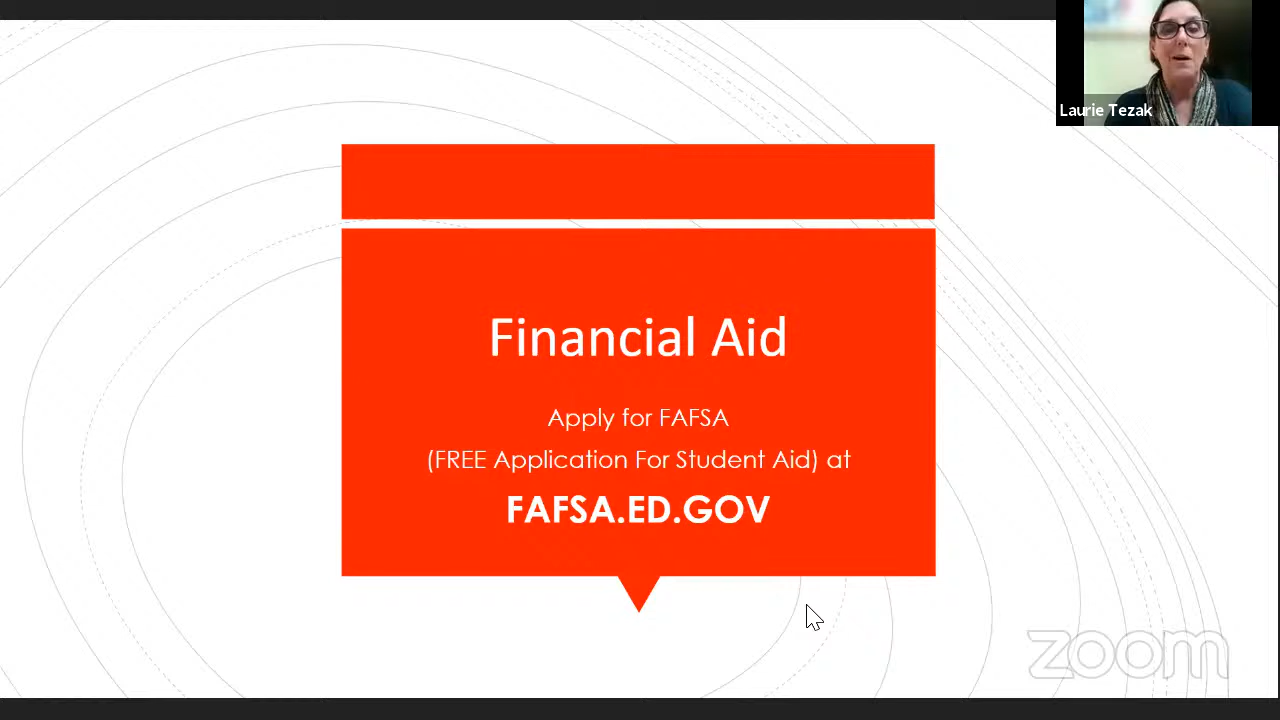 Laurie Tezak
Financial Aid
Apply for FAFSA
(FREE Application For Student Aid) at
FAFSA.ED.GOV
zoom